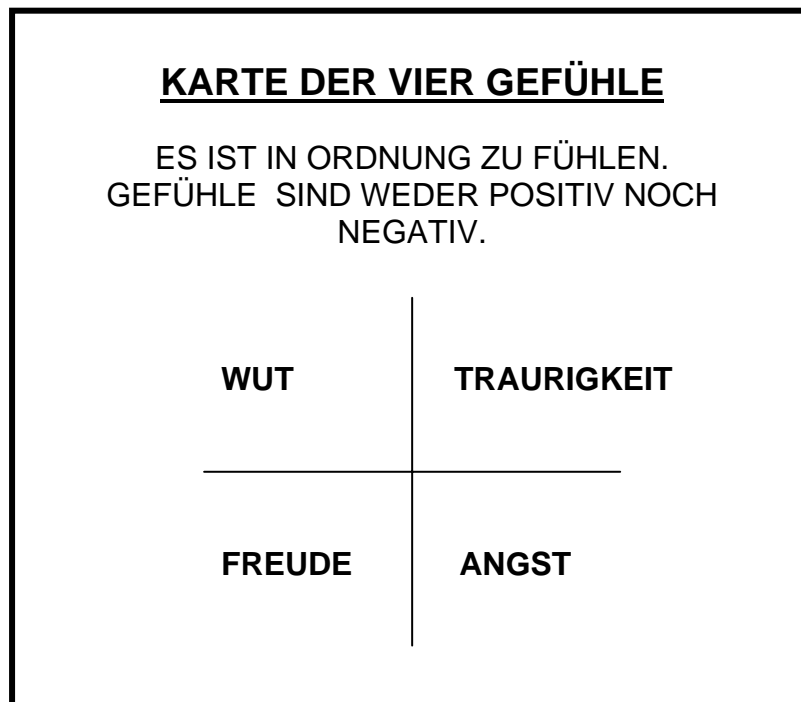 KARTE DER VIER GEFÜHLE
ES IST IN ORDNUNG ZU FÜHLEN.
GEFÜHLE  SIND WEDER POSITIV NOCH
NEGATIV.
WUT TRAURIGKEIT
FREUDE ANGST